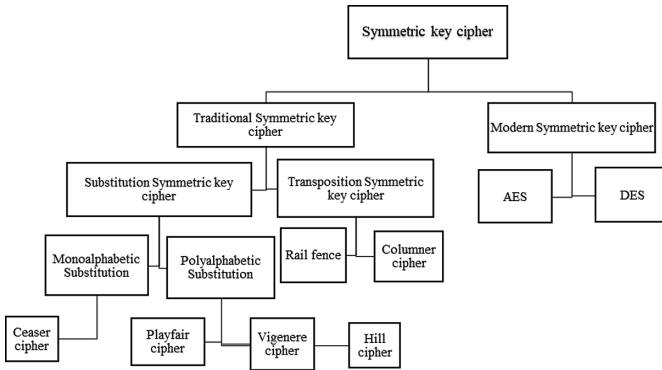 Symmetric key cipher
Traditional Symmetric key
cipher
Modern Symmetric key cipher
Substitution Symmetric key
cipher
Transposition Symmetric
key cipher
AES
DES
Monoalphabetic
Substitution
Polyalphabetic
Substitution
Rail fence
Columner
cipher
Ceaser
cipher
Playfair
cipher
Vigenere
cipher
Hill
cipher